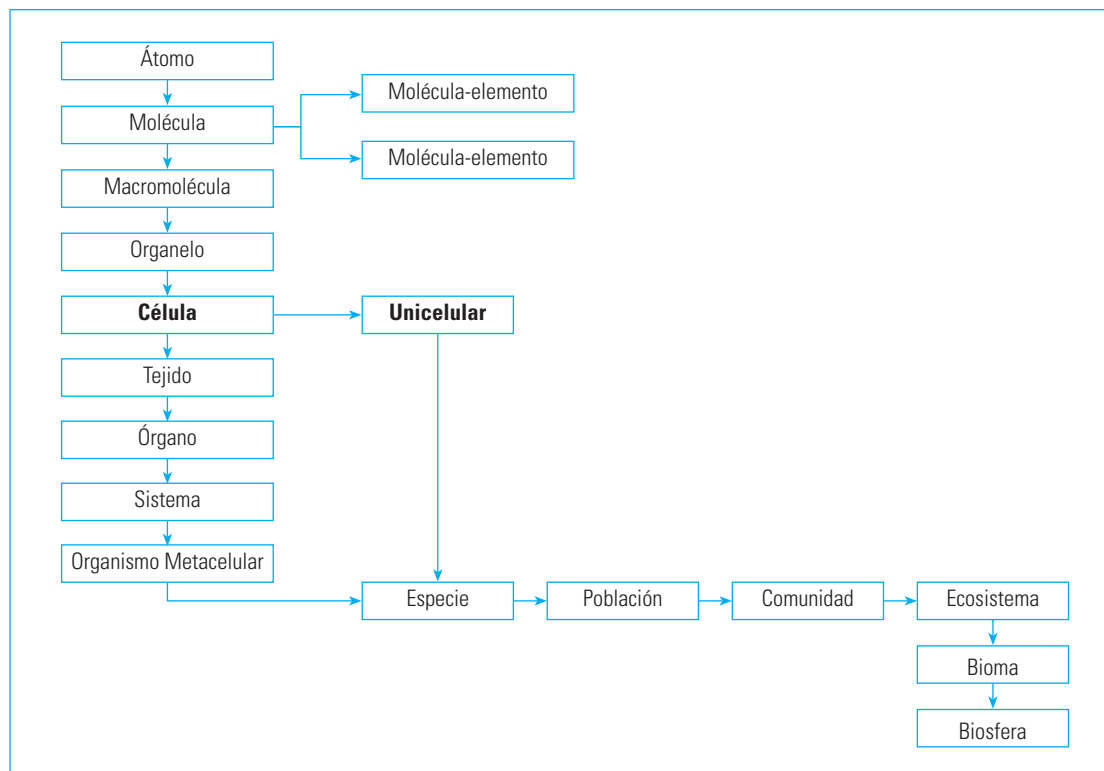 Átomo
Molécula-elemento
Molécula
Molécula-elemento
Macromolécula
Organelo
Célula
Unicelular
Tejido
Órgano
Sistema
Organismo Metacelular
Especie
Población
Comunidad
Ecosistema
Bioma
Biosfera